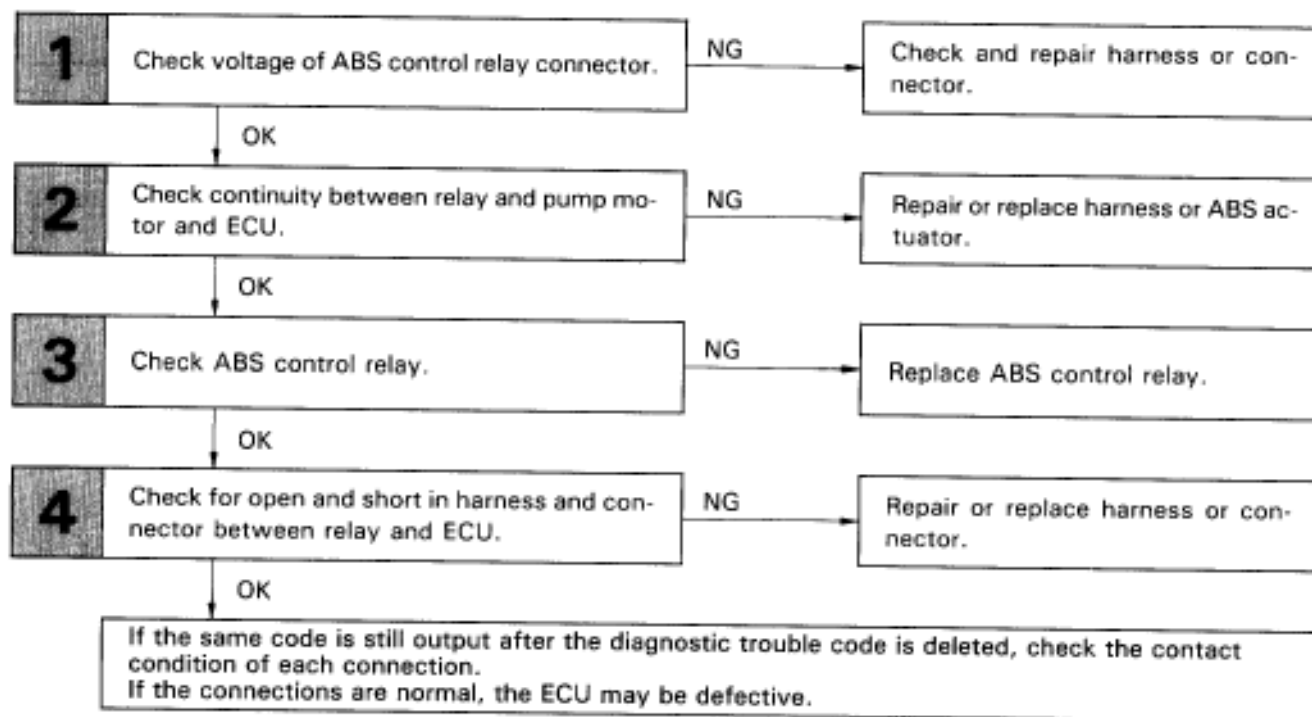 1
Check voltage of ABS control relay connector.
NG
Check and repair harness or con-
nector.
OK
2
Check continuity between relay and pump mo-
tor and ECU.
NG
Repair or replace harness or ABS ac-
tuator.
OK
3
Check ABS control relay.
NG
Replace ABS control relay.
OK
4
Check for open and short in harness and con-
nector between relay and ECU.
NG
Repair or replace harness or con-
nector.
OK
If the same code is still output after the diagnostic trouble code is deleted, check the contact
condition of each connection.
If the connections are normal, the ECU may be defective.